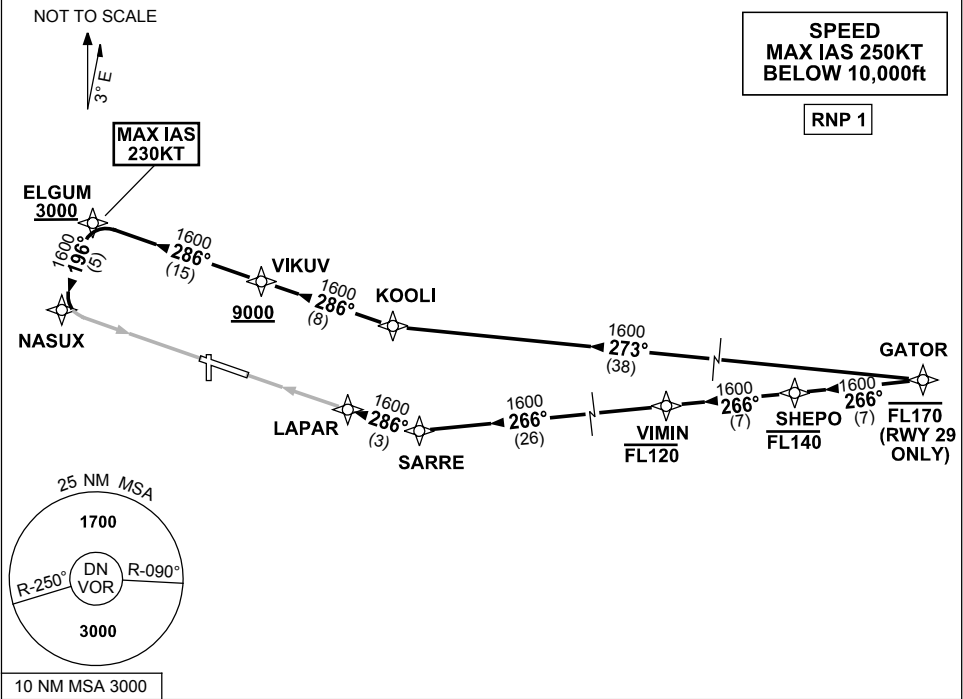 NOT TO SCALE
3° E
SPEED
MAX IAS 250KT
BELOW 10,000ft
RNP 1
MAX IAS
230KT
ELGUM
3000
1600
286°
(15)
VIKUV
9000
1600
286°
(8)
KOOLI
1600
273°
(38)
GATOR
FL170
(RWY 29
ONLY)
1600
196°
(5)
NASUX
LAPAR
1600
286°
(3)
SARRE
1600
266°
(26)
VIMIN
FL120
1600
266°
(7)
SHEPO
FL140
1600
266°
(7)
25 NM MSA
1700
R-250°
DN
VOR
R-090°
3000
10 NM MSA 3000